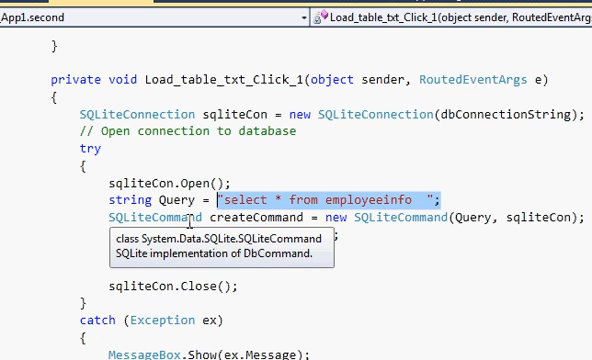 _App1.second
Load_table_txt_Click_1(object sender, RoutedEventArgs
}
private void Load_table_txt_Click_1(object sender, RoutedEventArgs e)
{
SQLiteConnection sqliteCon = new SQLiteConnection(dbConnectionString);
// Open connection to database
try
{
sqliteCon.Open();
string Query = "select * from employeeinfo  ";
SQLiteCommand createCommand = new SQLiteCommand(Query, sqliteCon);
;
class System.Data.SQLite.SQLiteCommand
SQLite implementation of DbCommand.
sqliteCon.Close();
}
catch (Exception ex)
{
MessageBox.Show(ex.Message);